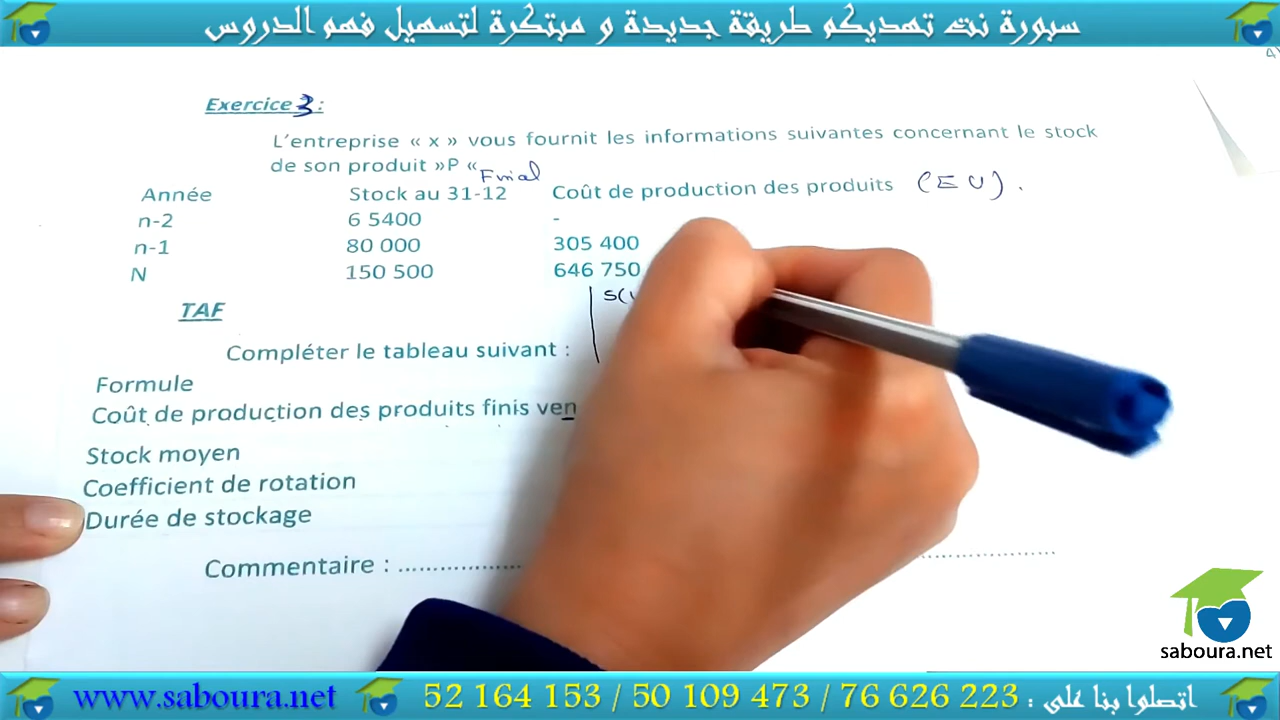 سبورة نت تهديكم طريقة جديدة و مبتكرة لتسهيل فهو الدروس
Exercice 3 :
L'entreprise « x » vous fournit les informations suivantes concernant le stock
de son produit »P «
Final
Année Stock au 31-12 Coût de production des produits (EU).
n-2 6 5400 -
n-1 80 000 305 400
N 150 500 646 750
TAF
Compléter le tableau suivant :
Formule
Coût de production des produits finis ven
Stock moyen
Coefficient de rotation
Durée de stockage
Commentaire : ......................
saboura.net
www.saboura.net 52 164 153 / 50 109 473 / 76 626 223 : اتصلوا بنا على